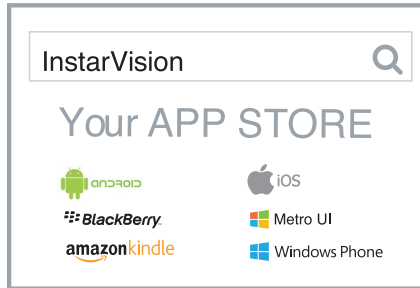 InstarVision
Your APP STORE
android
iOS
BlackBerry
Metro UI
amazonkindle
Windows Phone